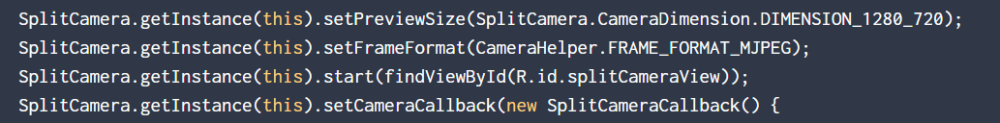 SplitCamera.getInstance(this).setPreviewSize(SplitCamera.CameraDimension.DIMENSION_1280_720);
SplitCamera.getInstance(this).setFrameFormat(CameraHelper.FRAME_FORMAT_MJPEG);
SplitCamera.getInstance(this).start(findViewById(R.id.splitCameraView));
SplitCamera.getInstance(this).setCameraCallback(new SplitCameraCallback() {